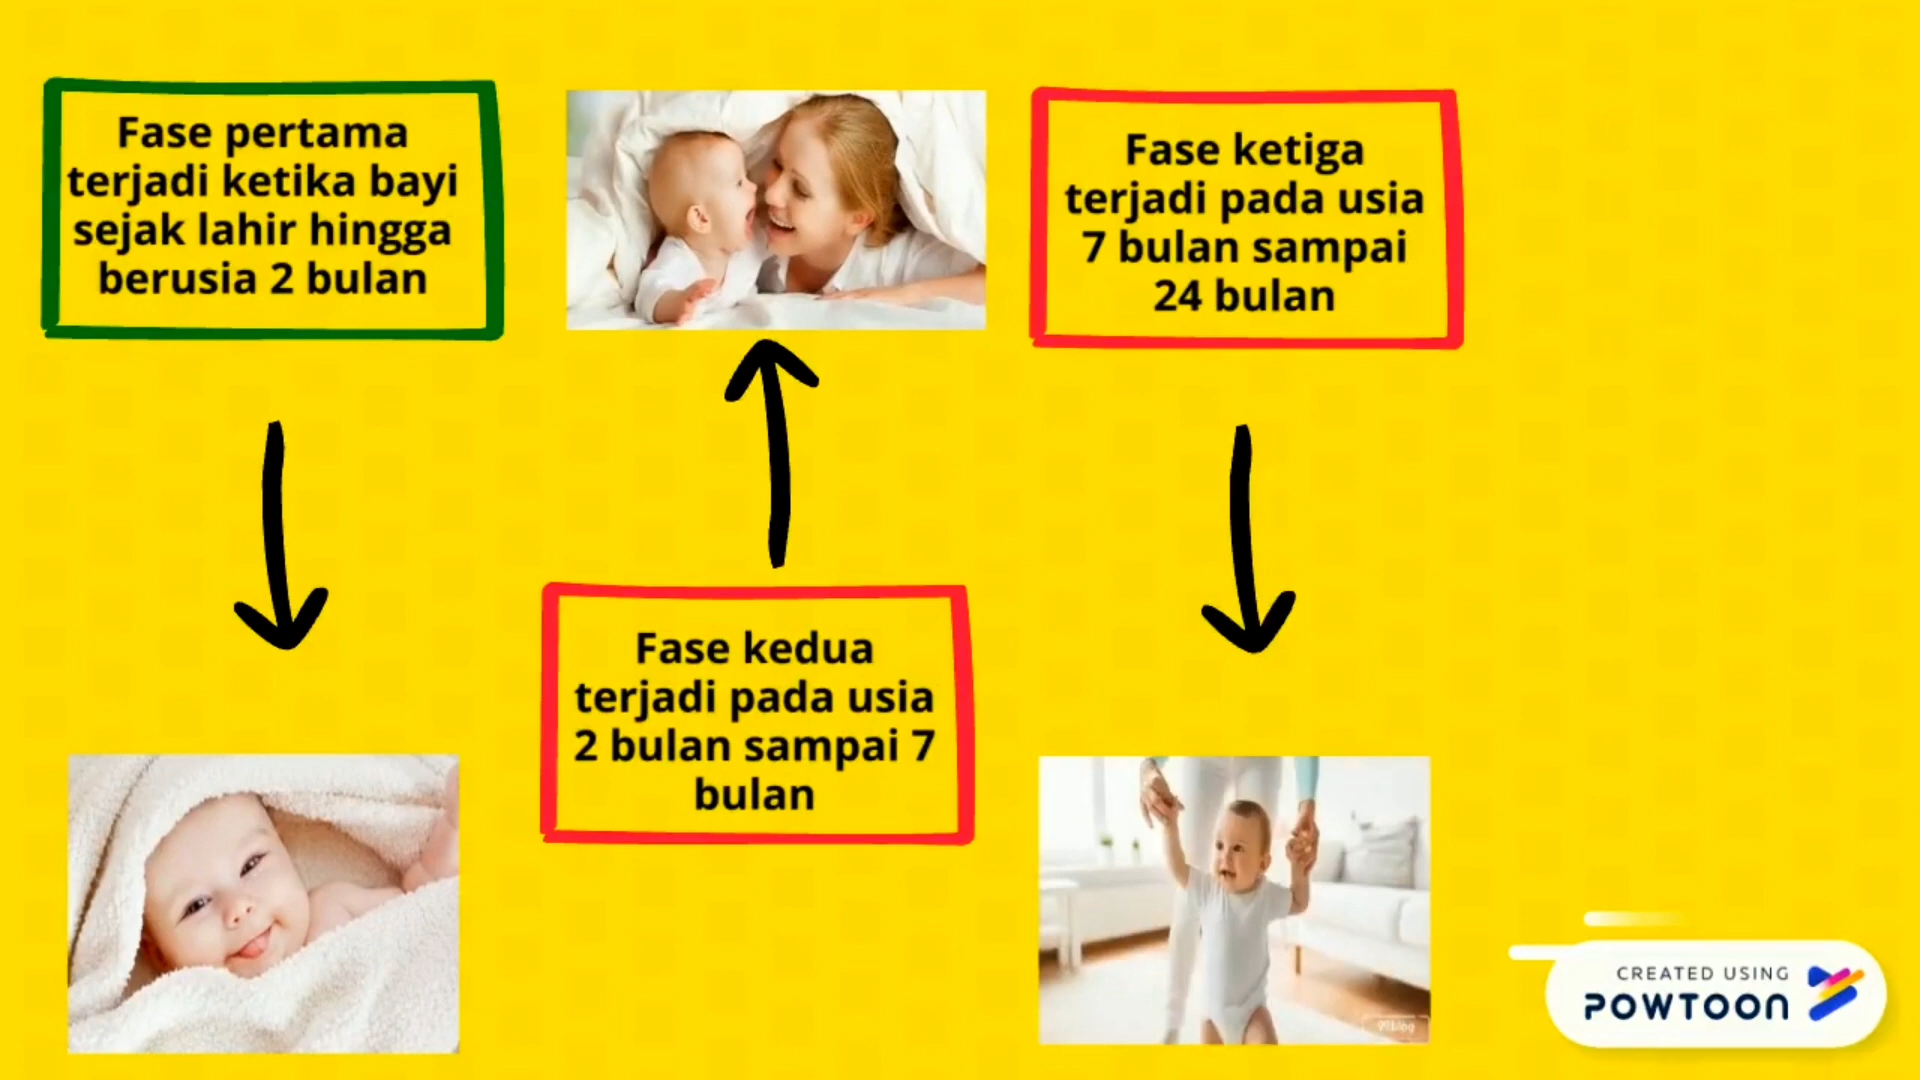 Fase pertama
terjadi ketika bayi
sejak lahir hingga
berusia 2 bulan
Fase kedua
terjadi pada usia
2 bulan sampai 7
bulan
Fase ketiga
terjadi pada usia
7 bulan sampai
24 bulan
CREATED USING
POWTOON